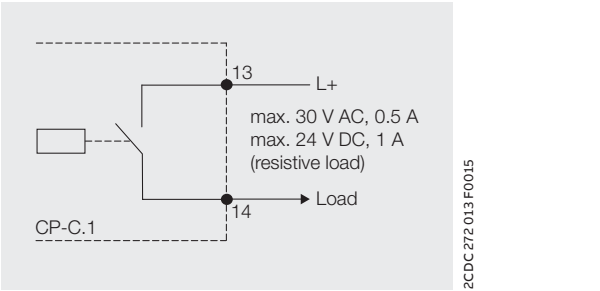 13
L+
max. 30 V AC, 0.5 A
max. 24 V DC, 1 A
(resistive load)
Load
14
CP-C.1
2CDC 272 013 F0015